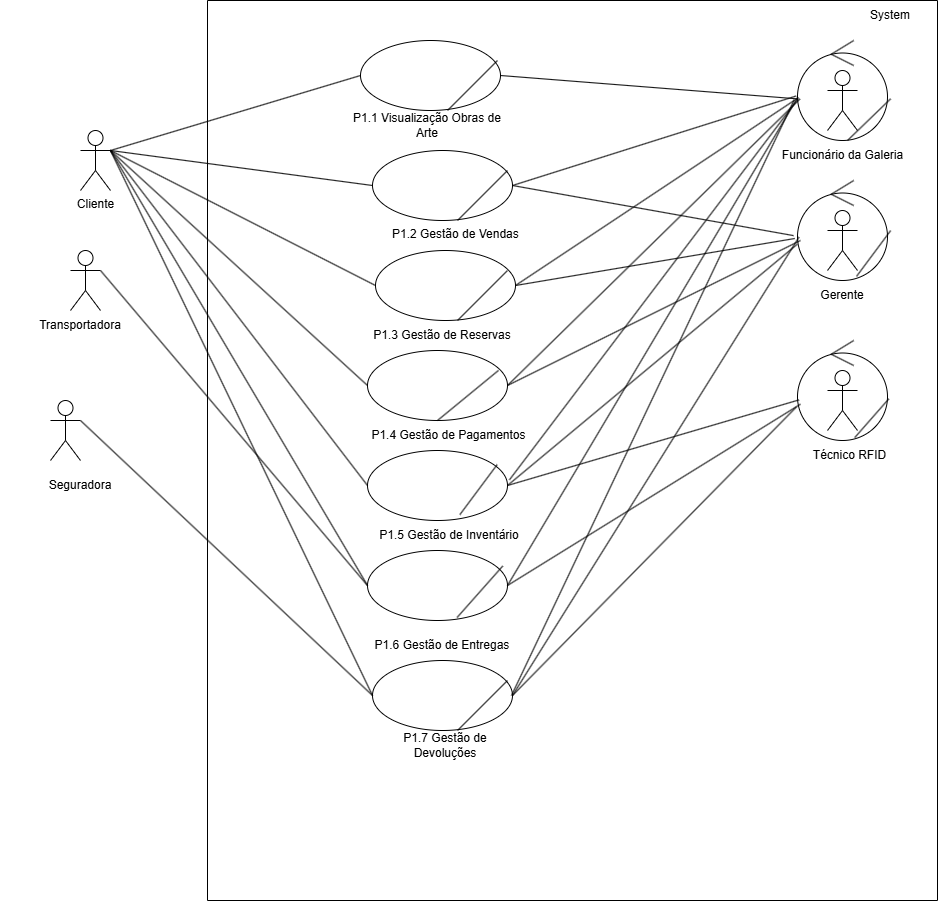 System
P1.1 Visualização Obras de
Arte
Funcionário da Galeria
Cliente
P1.2 Gestão de Vendas
Gerente
Transportadora
P1.3 Gestão de Reservas
P1.4 Gestão de Pagamentos
Técnico RFID
Seguradora
P1.5 Gestão de Inventário
P1.6 Gestão de Entregas
P1.7 Gestão de
Devoluções